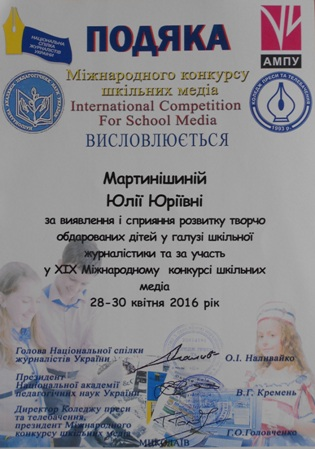 НАЦІОНАЛЬНА
СПІЛКА
ЖУРНАЛІСТІВ
УКРАЇНИ
ПОДЯКА
АМПУ
Міжнародного конкурсу
шкільних медіа
International Competition
For School Media
ВИСЛОВЛЮЄТЬСЯ
КОЛЕДЖ ПРЕСИ ТА ТЕЛЕБАЧЕННЯ
1993 р.
Мартинішиній
Юлії Юріївні
за виявлення і сприяння розвитку творчо
обдарованих дітей у галузі шкільної
журналістики та за участь
у XIX Міжнародному конкурсі шкільних
медіа
28-30 квітня 2016 рік
Голова Національної спілки
журналістів України
О.І. Наливайко
Президент
Національної академії
педагогічних наук України
В.Г. Кремень
Директор Коледжу преси
та телебачення,
президент Міжнародного
конкурсу шкільних медіа
Г.О.Головченко
МИКОЛАЇВ